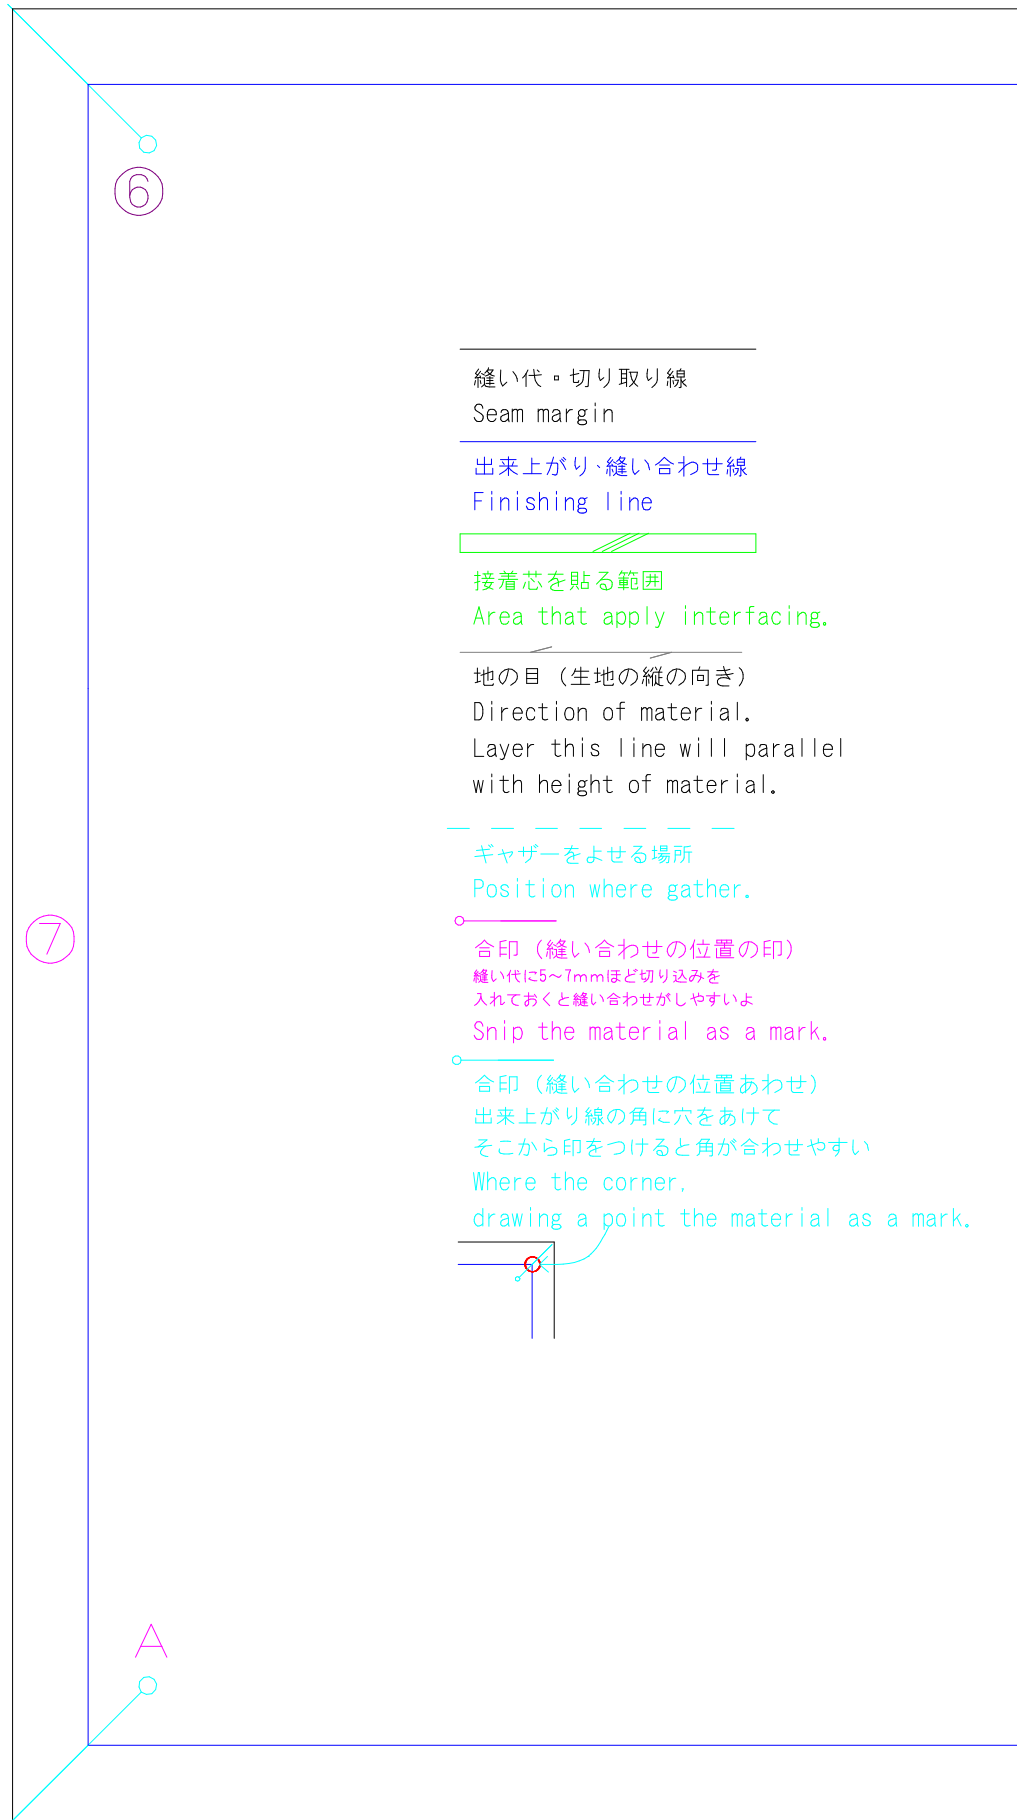 ⑥
縫い代・切り取り線
Seam margin
出来上がり・縫い合わせ線
Finishing line
接着芯を貼る範囲
Area that apply interfacing.
地の目（生地の縦の向き）
Direction of material.
Layer this line will parallel
with height of material.
ギャザーをよせる場所
Position where gather.
⑦
合印（縫い合わせの位置の印）
縫い代に5～7mmほど切り込みを
入れておくと縫い合わせがしやすいよ
Snip the material as a mark.
合印（縫い合わせの位置あわせ）
出来上がり線の角に穴をあけて
そこから印をつけると角が合わせやすい
Where the corner,
drawing a point the material as a mark.
A